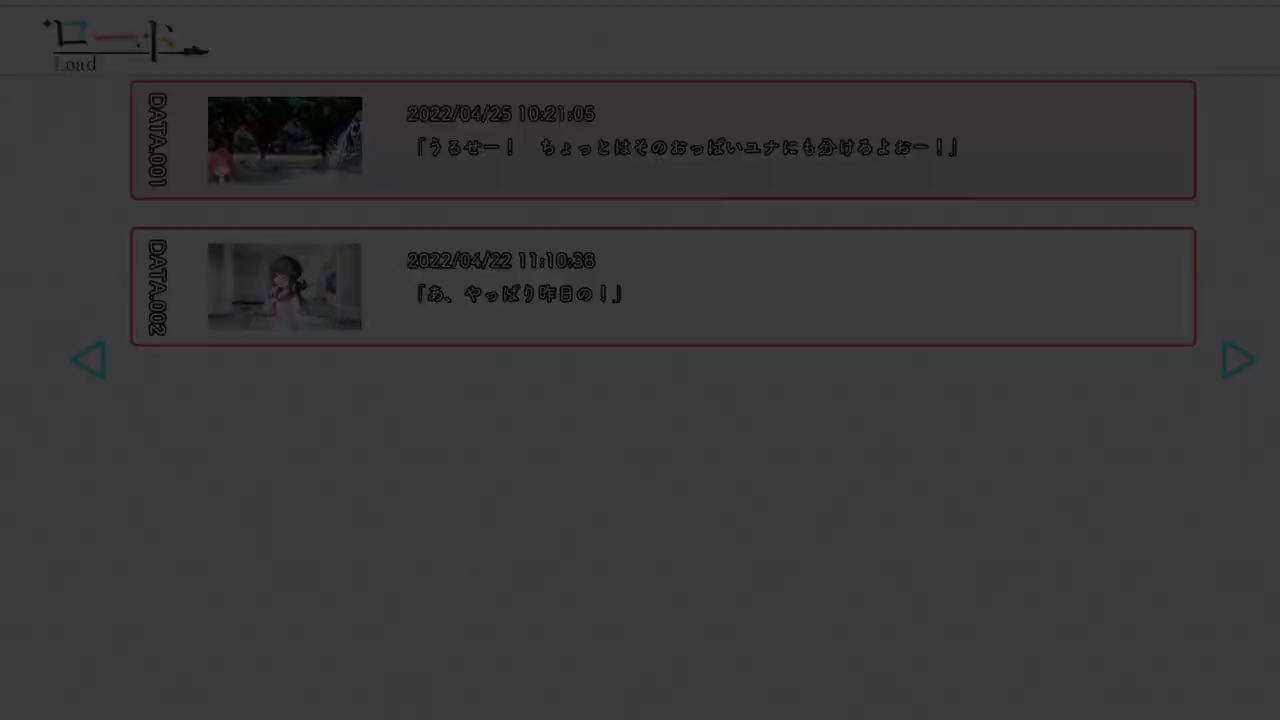 ロード
Load
DATA.001
2022/04/25 10:21:05
「うるせー！　ちょっとはそのおっぱいユナにも分けろよおー！」
DATA.002
2022/04/22 11:10:38
「あ、やっぱり昨日の！」